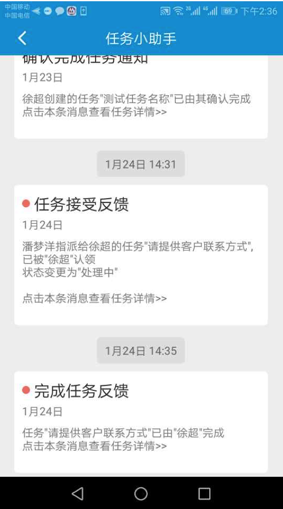 中国移动
中国电信
69 下午2:36
任务小助手
确认完成任务通知
1月23日
徐超创建的任务"测试任务名称"已由其确认完成
点击本条消息查看任务详情>>
1月24日 14:31
任务接受反馈
1月24日
潘梦洋指派给徐超的任务"请提供客户联系方式",
已被"徐超"认领
状态变更为"处理中"
点击本条消息查看任务详情>>
1月24日 14:35
完成任务反馈
1月24日
任务"请提供客户联系方式"已由"徐超"完成
点击本条消息查看任务详情>>